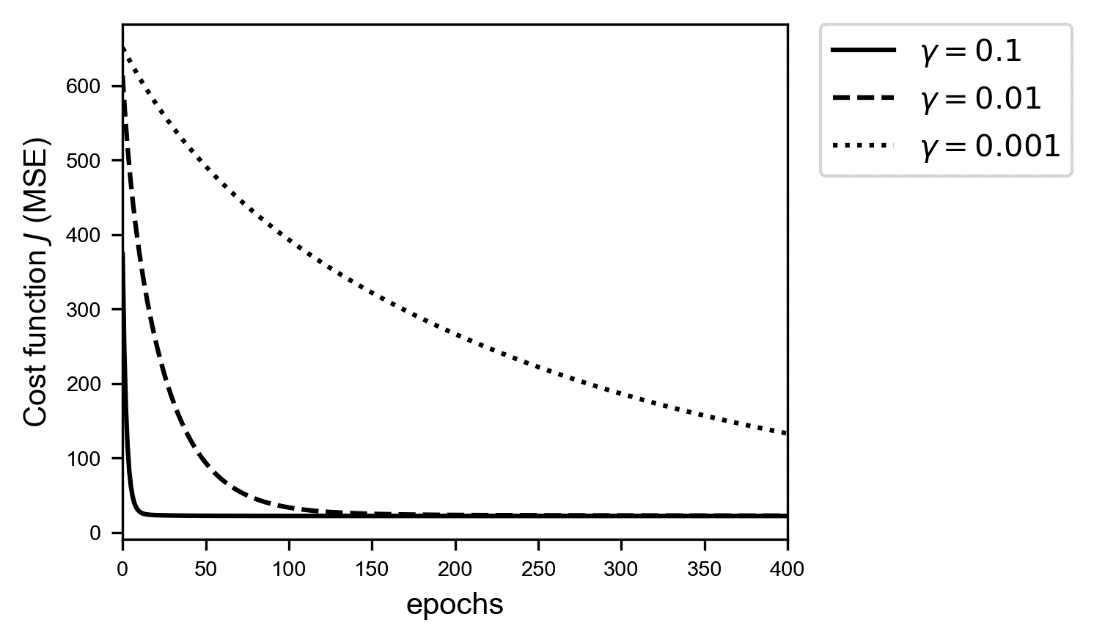 γ = 0.1
γ = 0.01
γ = 0.001
Cost function J (MSE)
600
500
400
300
200
100
0
0 50 100 150 200 250 300 350 400
epochs